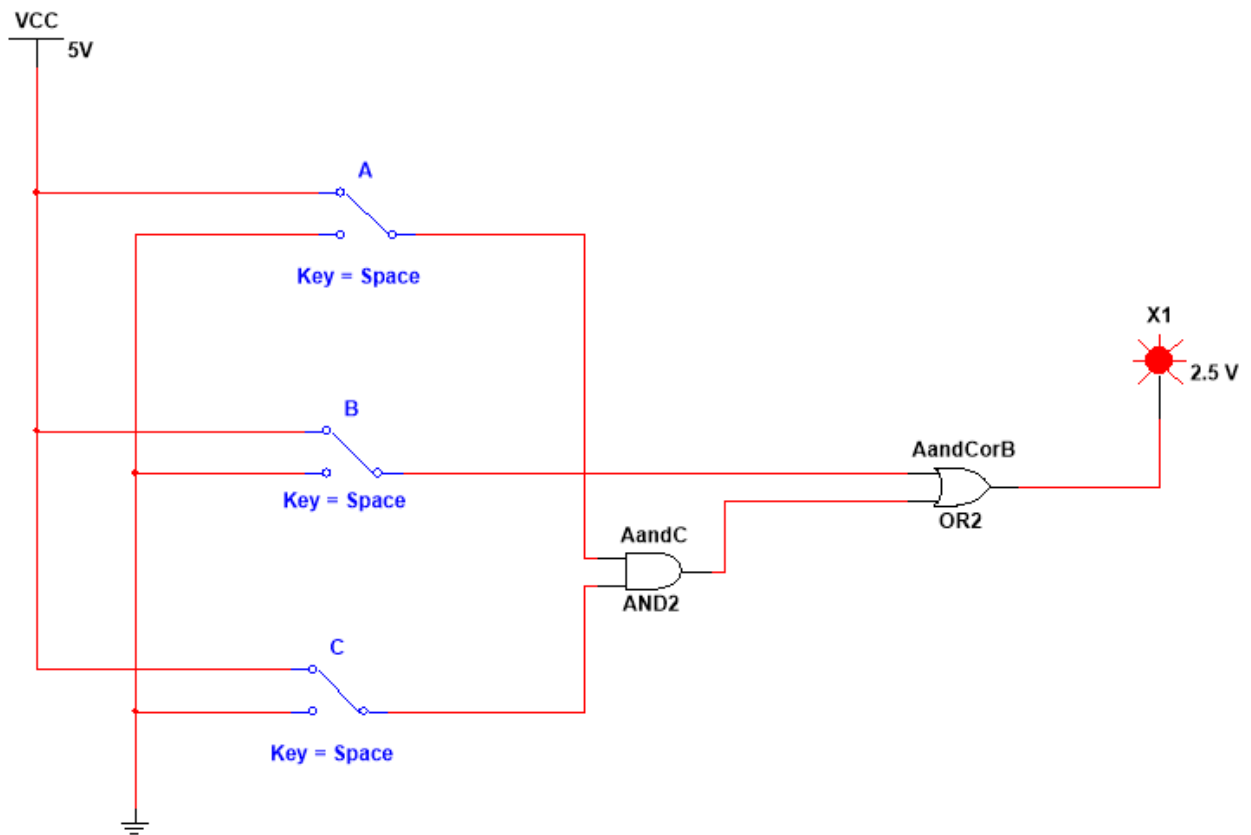 VCC
5V
A
Key = Space
X1
2.5 V
B
AandCorB
Key = Space
OR2
AandC
AND2
C
Key = Space